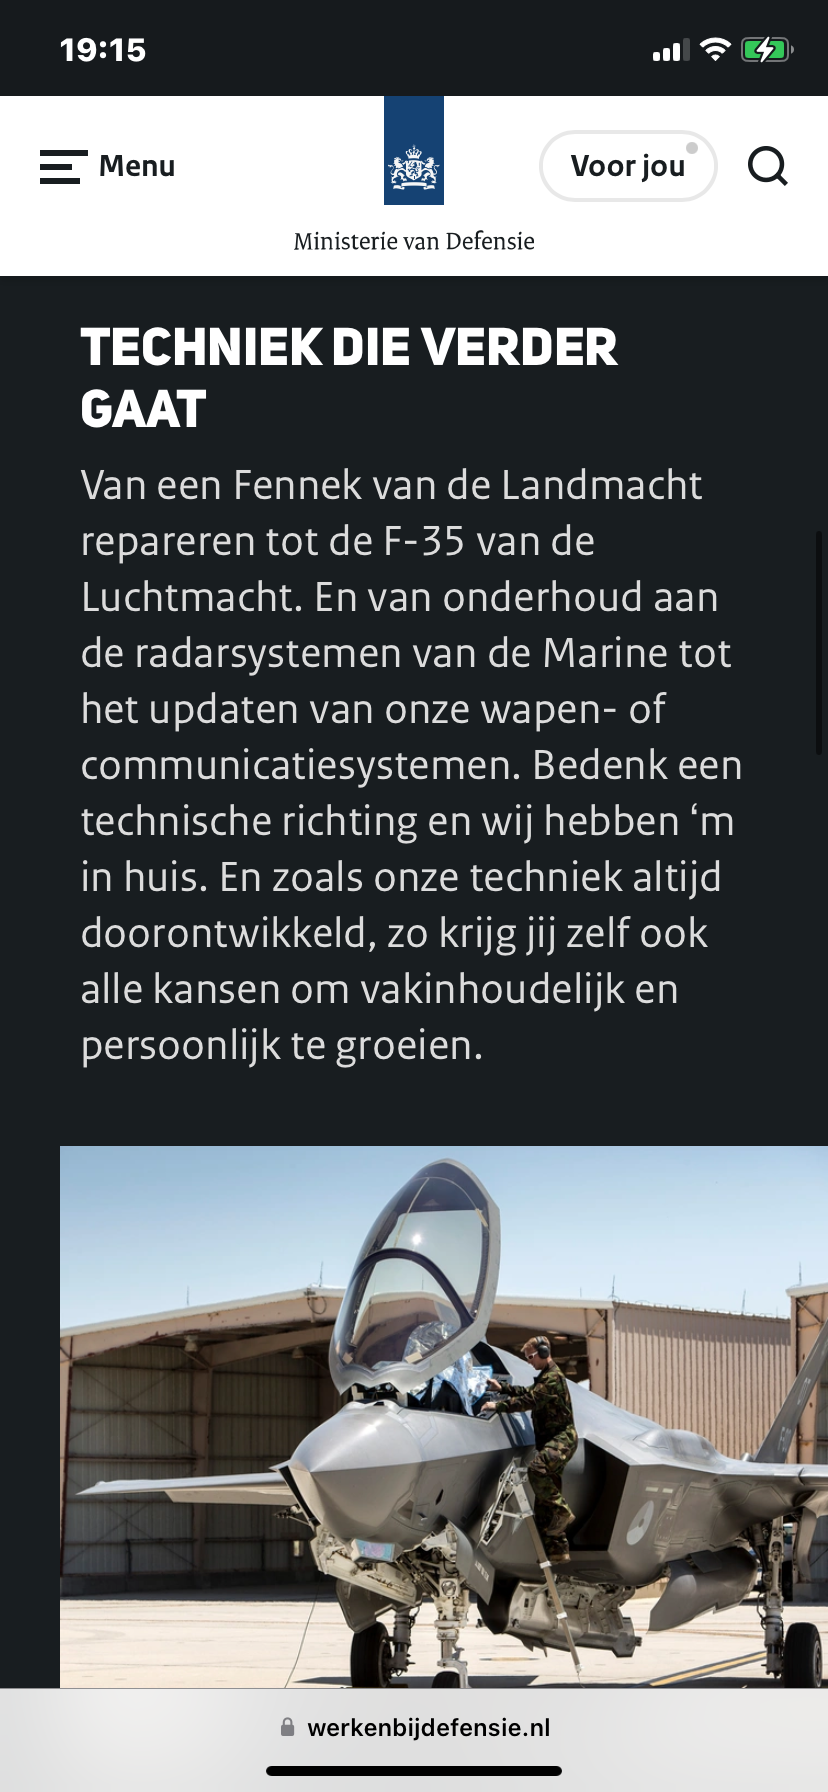 19:15
Menu
Voor jou
Ministerie van Defensie
TECHNIEK DIE VERDER
GAAT
Van een Fennek van de Landmacht
repareren tot de F-35 van de
Luchtmacht. En van onderhoud aan
de radarsystemen van de Marine tot
het updaten van onze wapen- of
communicatiesystemen. Bedenk een
technische richting en wij hebben ‘m
in huis. En zoals onze techniek altijd
doorontwikkeld, zo krijg jij zelf ook
alle kansen om vakinhoudelijk en
persoonlijk te groeien.
werkenbijdefensie.nl